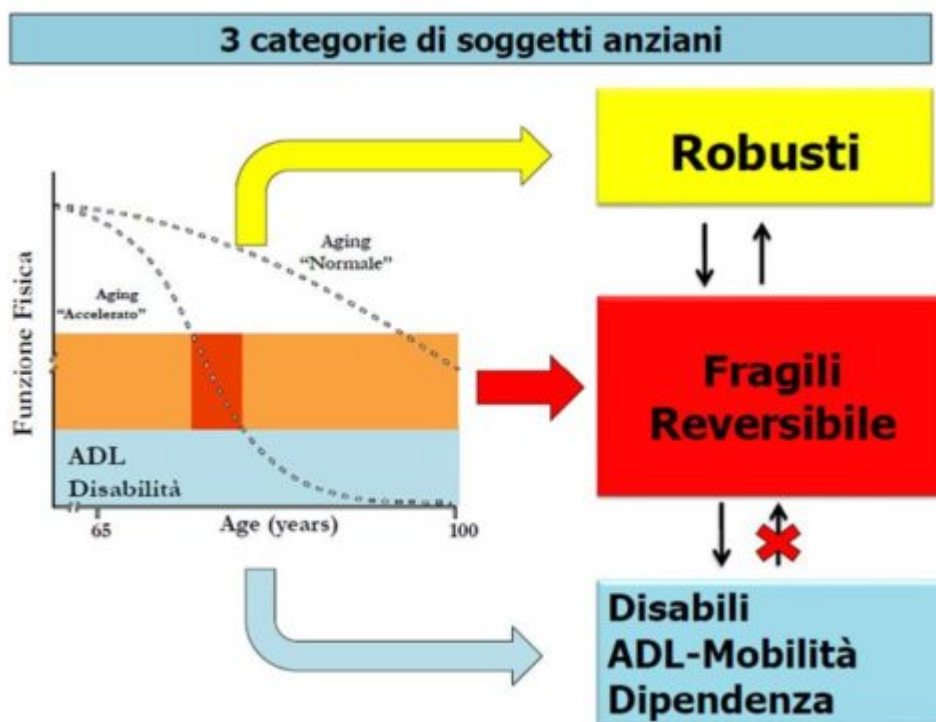 3 categorie di soggetti anziani
Robusti
Funzione Fisica
Aging
"Normale"
Aging
"Accelerato"
Fragili
Reversibile
ADL
Disabilità
65
Age (years)
100
Disabili
ADL-Mobilità
Dipendenza